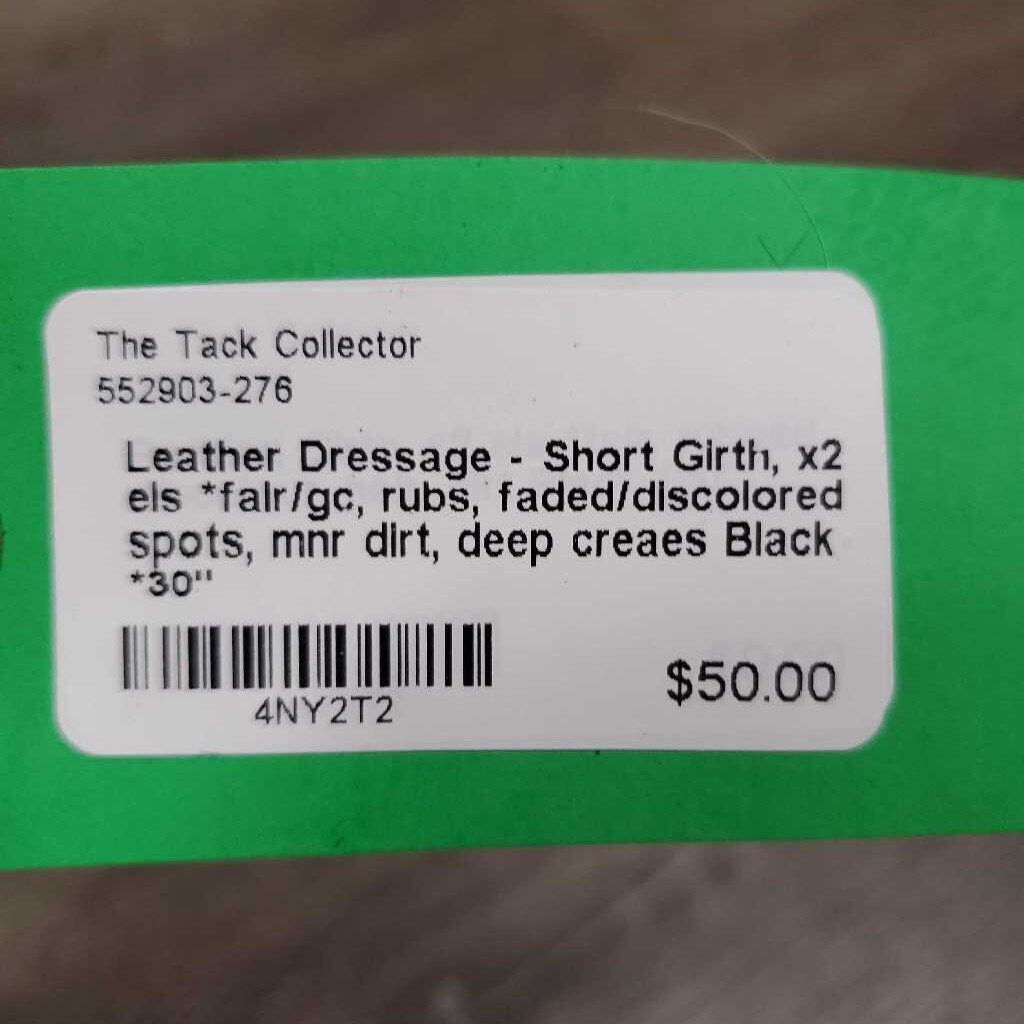 The Tack Collector
552903-276
Leather Dressage - Short Girth, x2
els *fair/gc, rubs, faded/discolored
spots, mnr dirt, deep creaes Black
*30"
4NY2T2
$50.00